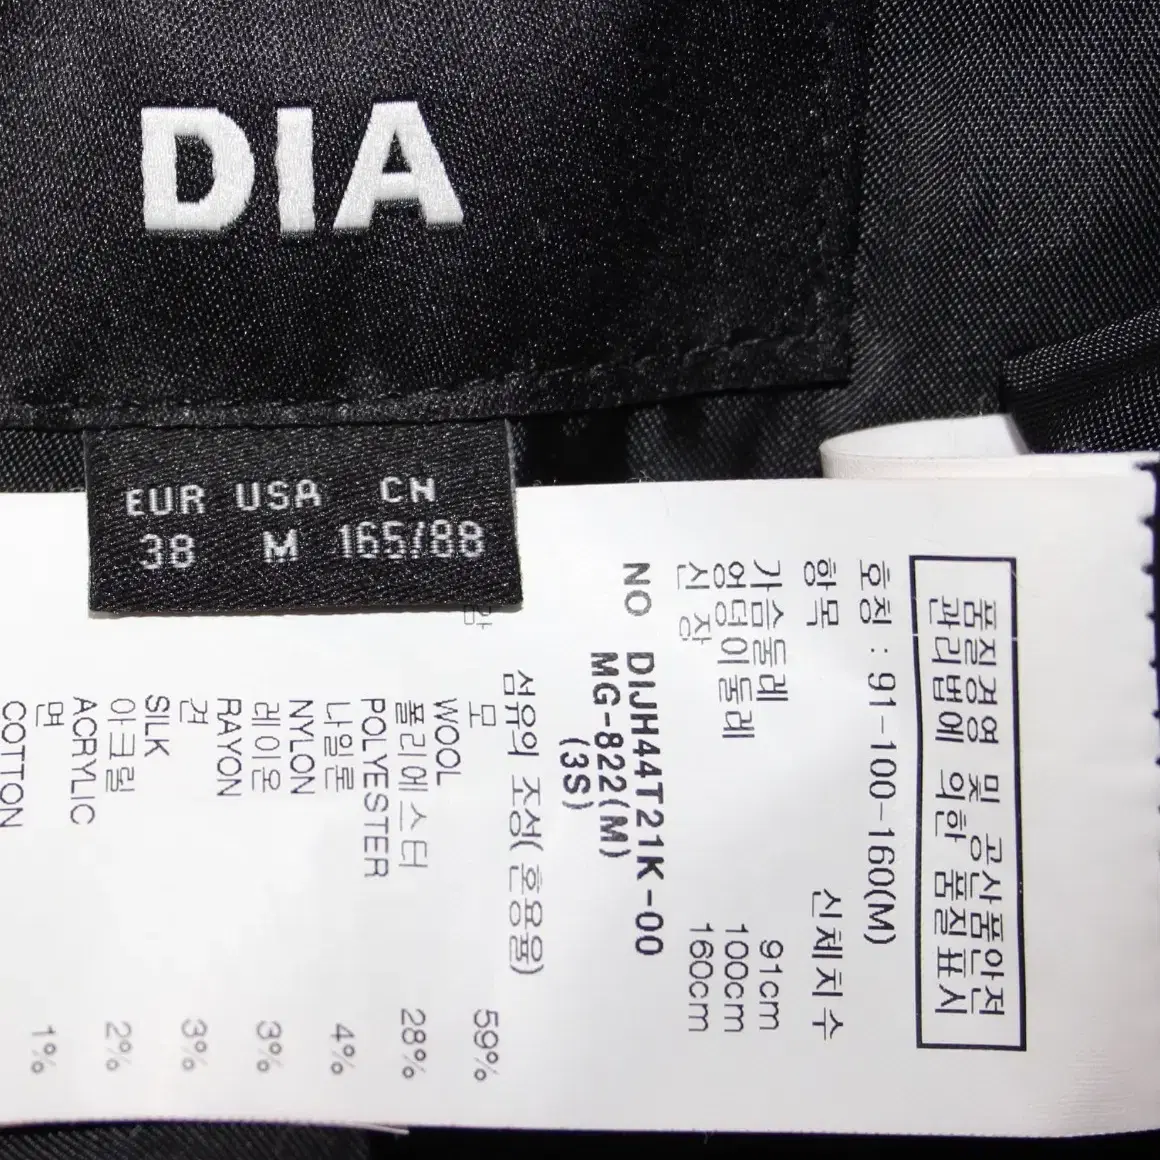 DIA
EUR USA CN
38 M 165/88
품질경영 및 공산품안전
관리법에 의한 품질표시
호칭 : 91-100-160(M)
항목 신체치수
가슴둘레 91cm
엉덩이둘레 100cm
신장 160cm
NO DIJH44T21K-00
MG-822(M)
(3S)
섬유의 조성( 혼용율)
모 59%
WOOL
폴리에스터 28%
POLYESTER
나일론 4%
NYLON
레이온 3%
RAYON
견 3%
SILK
아크릴 2%
ACRYLIC
면 1%
COTTON